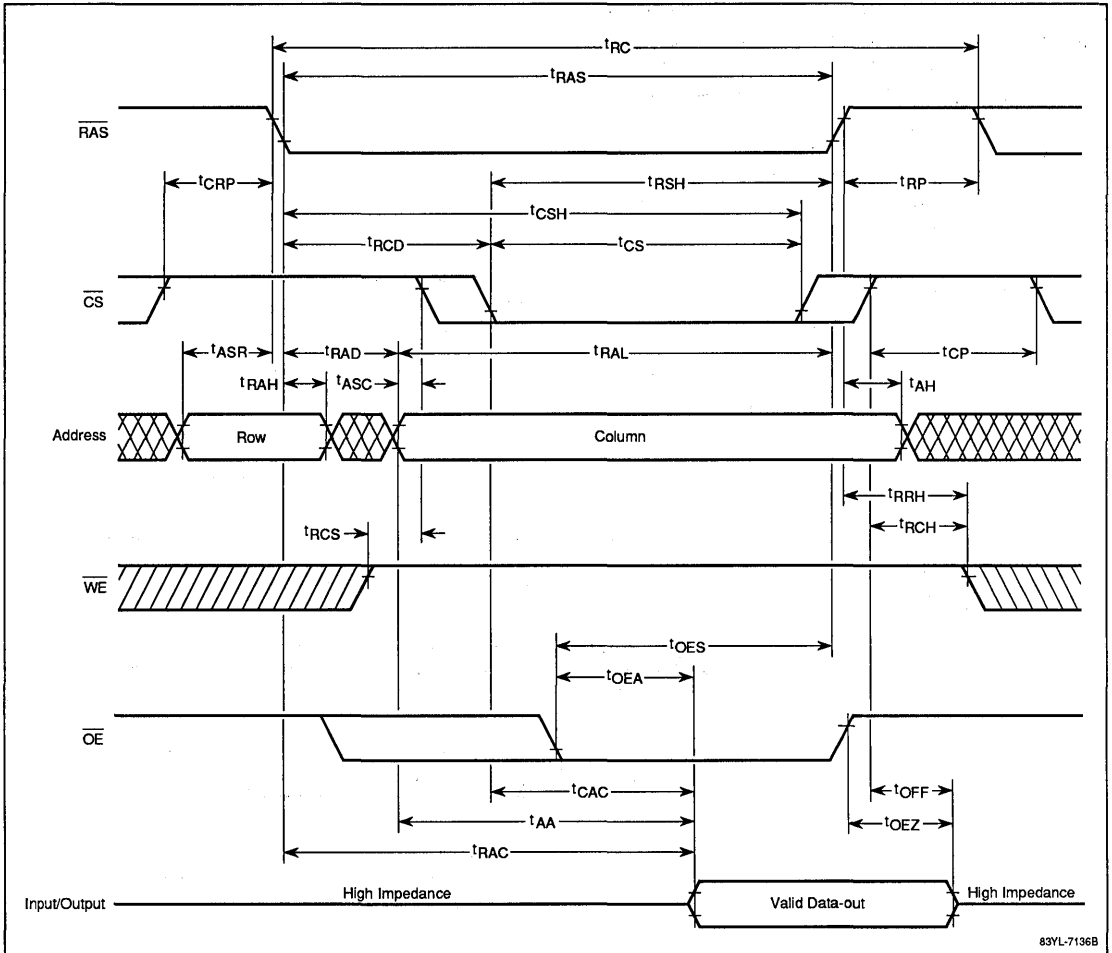 tRC
tRAS
RAS
tCRP
tRSH
tRP
tCSH
tRCD
tCS
CS
tASR
tRAD
tRAL
tCP
tRAH
tASC
tAH
Address
Row
Column
tRRH
tRCS
tRCH
WE
tOES
tOEA
OE
tCAC
tOFF
tAA
tOEZ
tRAC
High Impedance
High Impedance
Input/Output
Valid Data-out
83YL-7136B